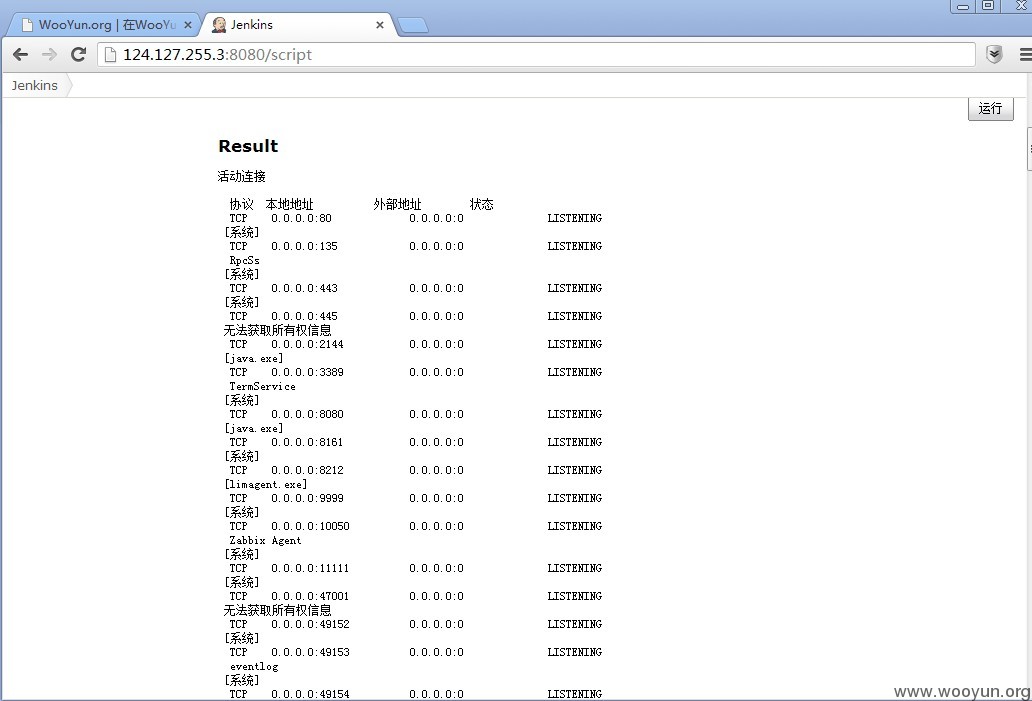 WooYun.org | 在WooYu
Jenkins
124.127.255.3:8080/script
Jenkins
运行
Result
活动连接
协议 本地地址 外部地址 状态
TCP 0.0.0.0:80 0.0.0.0:0 LISTENING
[系统]
TCP 0.0.0.0:135 0.0.0.0:0 LISTENING
RpcSs
[系统]
TCP 0.0.0.0:443 0.0.0.0:0 LISTENING
[系统]
TCP 0.0.0.0:445 0.0.0.0:0 LISTENING
无法获取所有权信息
TCP 0.0.0.0:2144 0.0.0.0:0 LISTENING
[java.exe]
TCP 0.0.0.0:3389 0.0.0.0:0 LISTENING
TermService
[系统]
TCP 0.0.0.0:8080 0.0.0.0:0 LISTENING
[java.exe]
TCP 0.0.0.0:8161 0.0.0.0:0 LISTENING
[系统]
TCP 0.0.0.0:8212 0.0.0.0:0 LISTENING
[limagent.exe]
TCP 0.0.0.0:9999 0.0.0.0:0 LISTENING
[系统]
TCP 0.0.0.0:10050 0.0.0.0:0 LISTENING
Zabbix Agent
[系统]
TCP 0.0.0.0:11111 0.0.0.0:0 LISTENING
[系统]
TCP 0.0.0.0:47001 0.0.0.0:0 LISTENING
无法获取所有权信息
TCP 0.0.0.0:49152 0.0.0.0:0 LISTENING
[系统]
TCP 0.0.0.0:49153 0.0.0.0:0 LISTENING
eventlog
[系统]
TCP 0.0.0.0:49154 0.0.0.0:0 LISTENING
www.wooyun.org